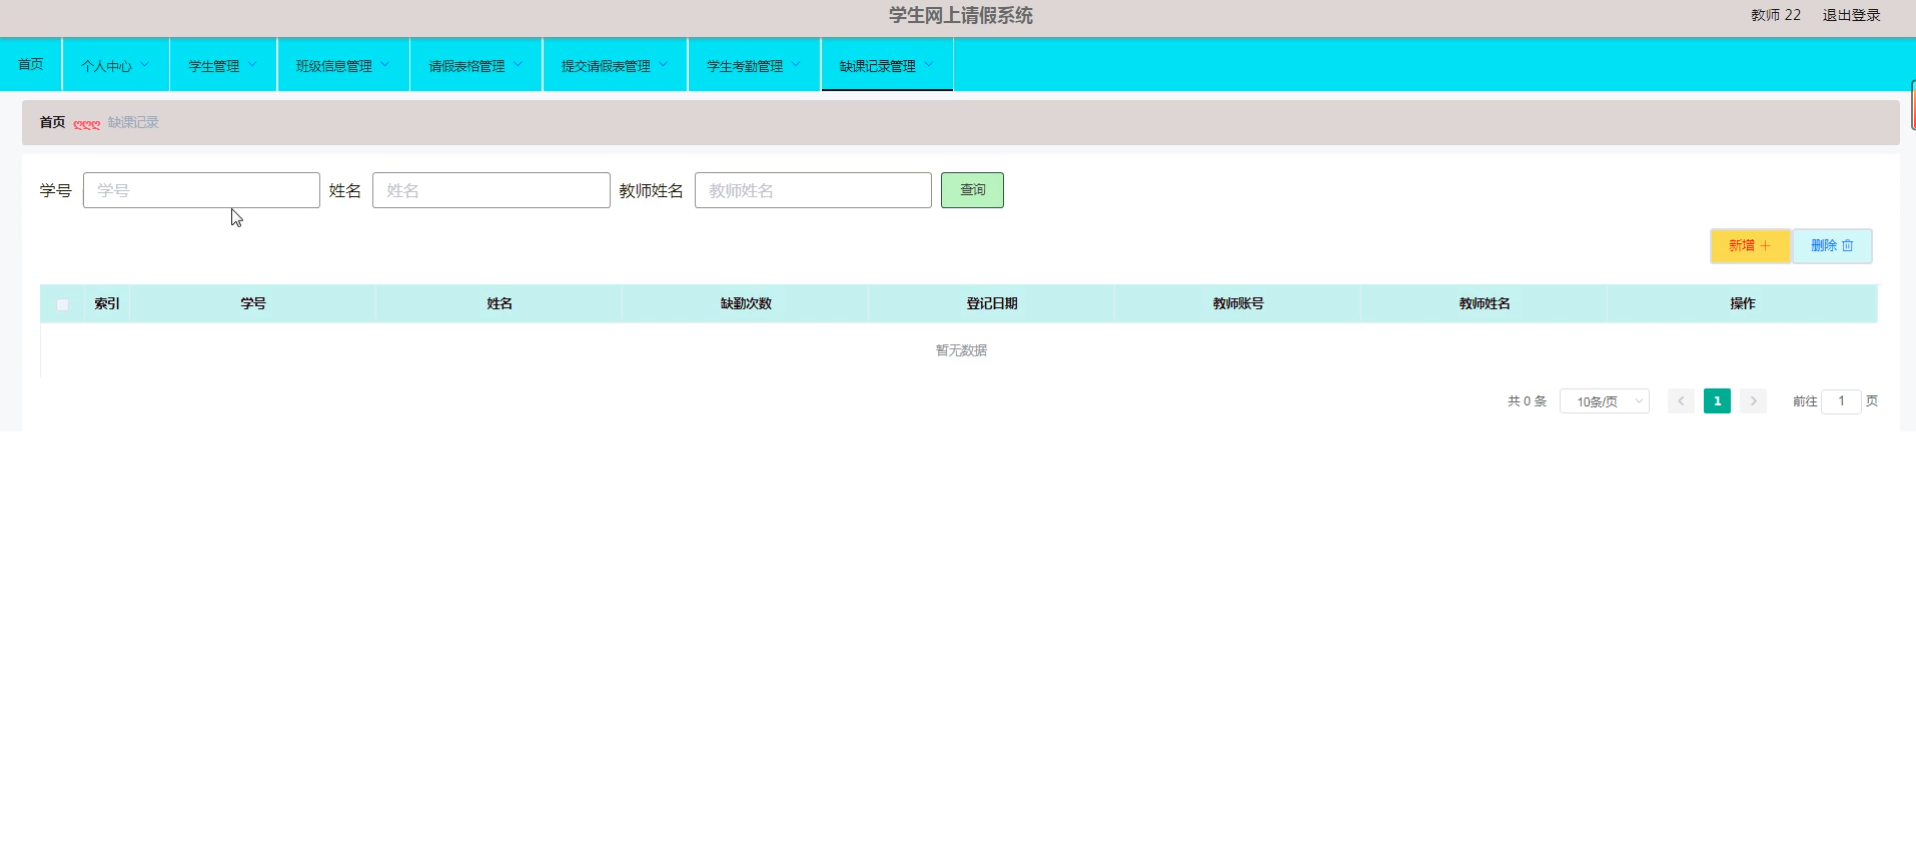 学生网上请假系统
教师 22 退出登录
首页 个人中心 学生管理 班级信息管理 请假表格管理 提交请假表管理 学生考勤管理 缺课记录管理
首页 ღღღ 缺课记录
学号 学号 姓名 姓名 教师姓名 教师姓名 查询
新增 删除
索引 学号 姓名 缺勤次数 登记日期 教师账号 教师姓名 操作
暂无数据
共 0 条 10条/页 1 前往 1 页